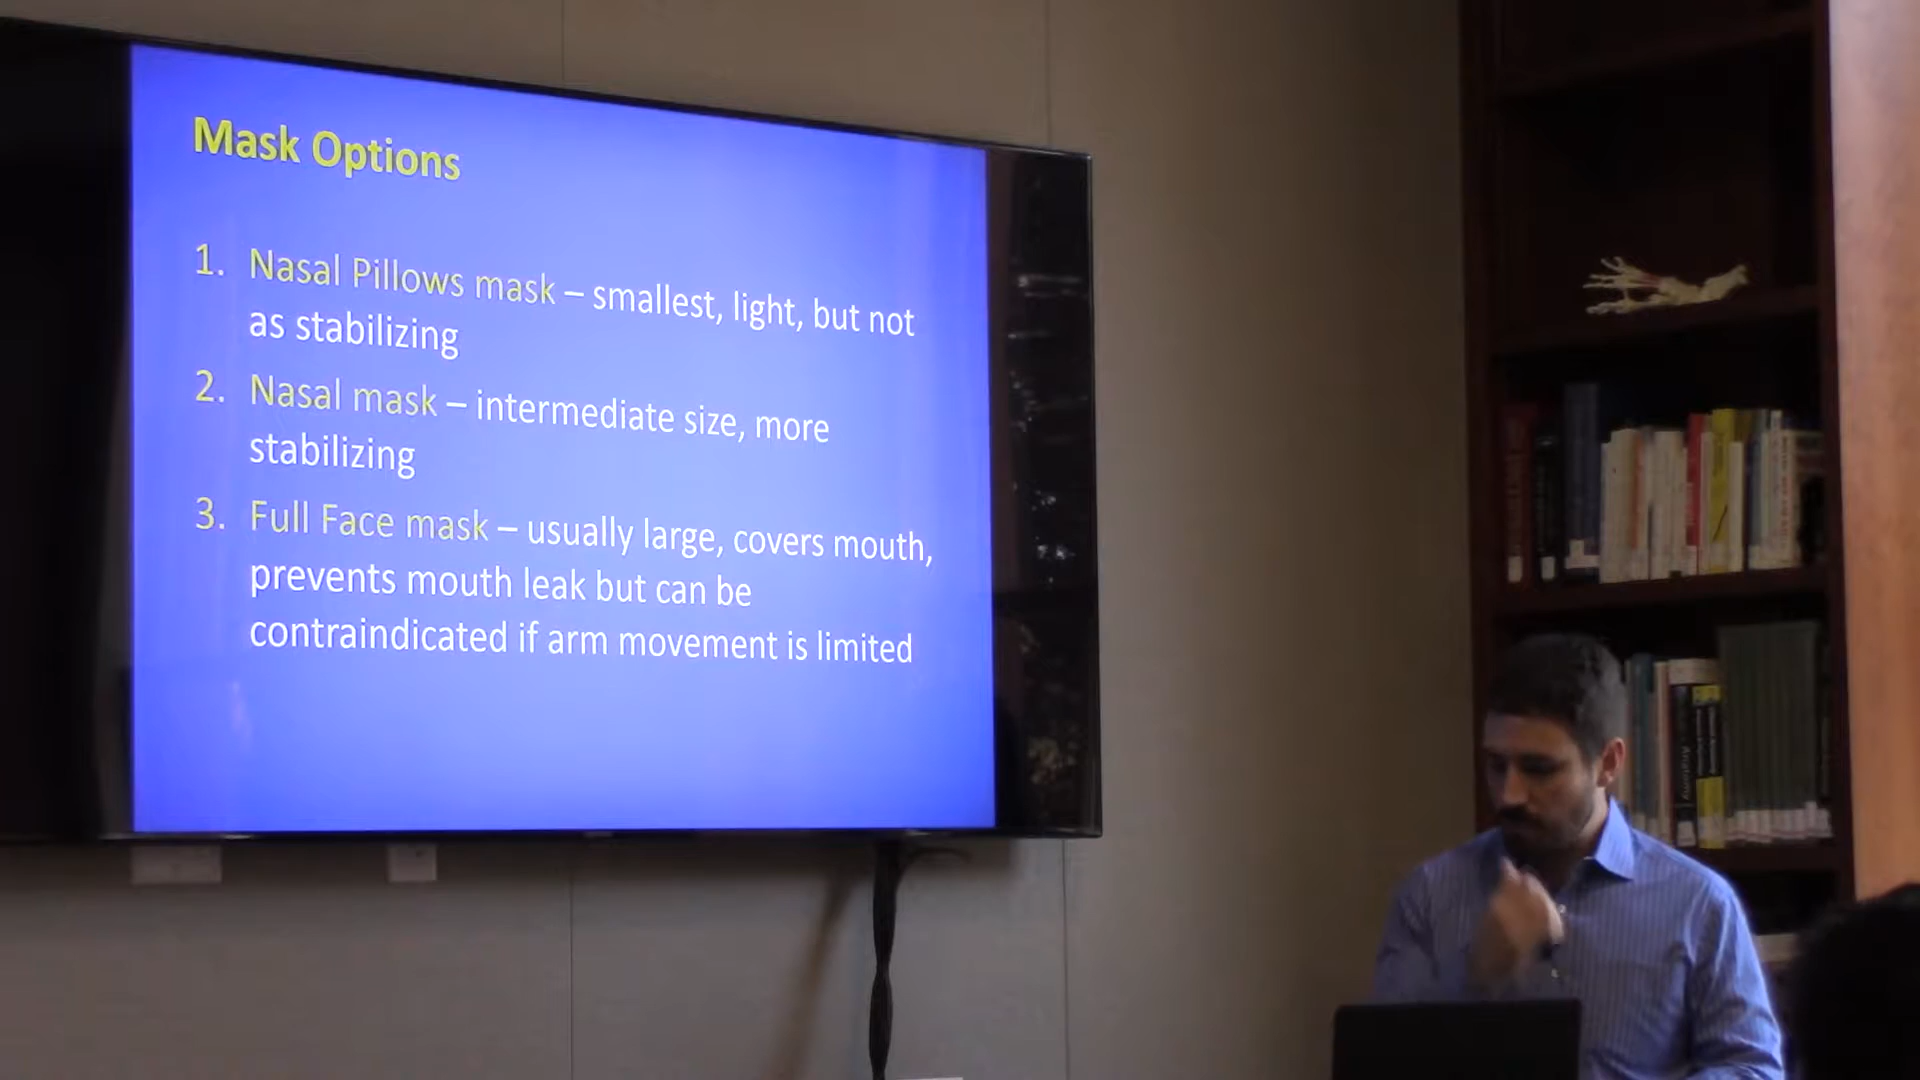 Mask Options
1. Nasal Pillows mask – smallest, light, but not
as stabilizing
2. Nasal mask – intermediate size, more
stabilizing
3. Full Face mask – usually large, covers mouth,
prevents mouth leak but can be
contraindicated if arm movement is limited